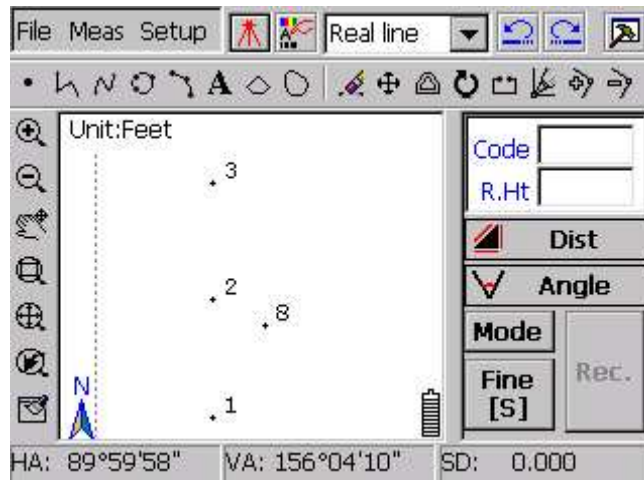 File Meas Setup Real line
A
Unit:Feet
Code
R.Ht
3
Dist
2
Angle
8
Mode
Rec.
Fine
[S]
N
1
HA: 89°59'58" VA: 156°04'10" SD: 0.000